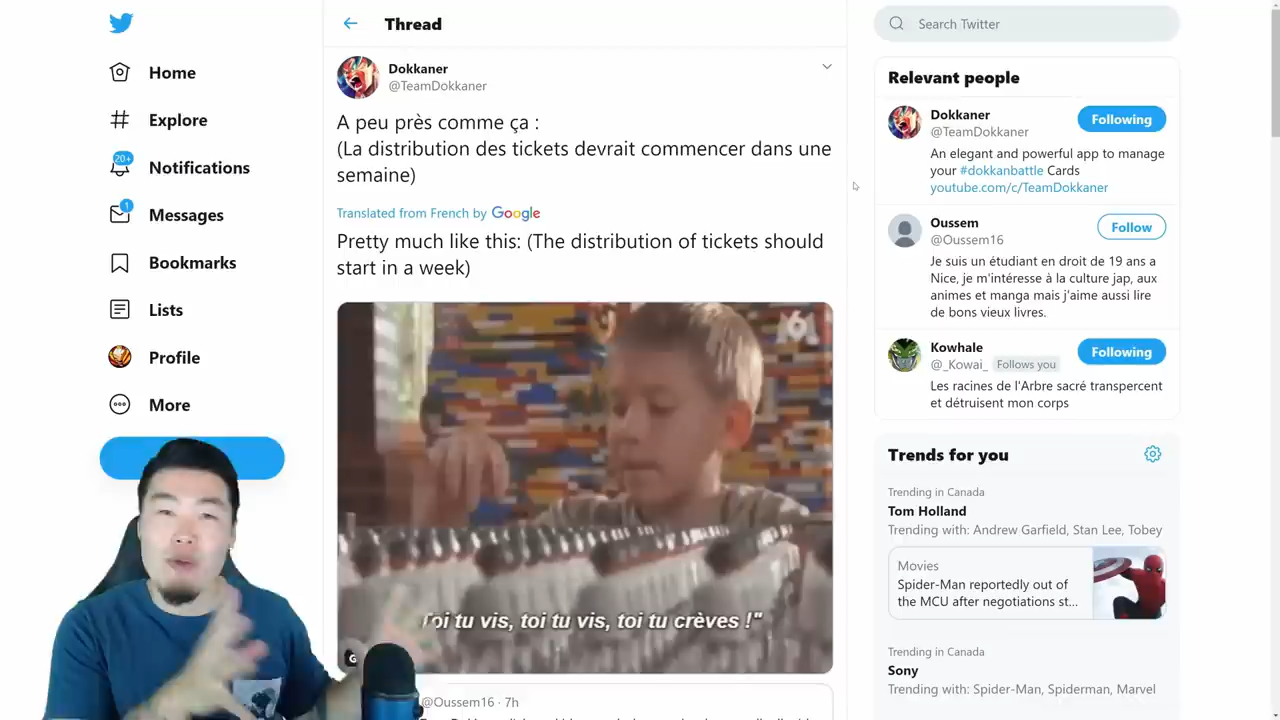 Home
Explore
20+
Notifications
1
Messages
Bookmarks
Lists
Profile
More
Thread
Dokkaner
@TeamDokkaner
A peu près comme ça :
(La distribution des tickets devrait commencer dans une
semaine)
Translated from French by Google
Pretty much like this: (The distribution of tickets should
start in a week)
M6
Toi tu vis, toi tu vis, toi tu crèves !"
G
@Oussem16 · 7h
Search Twitter
Relevant people
Dokkaner
@TeamDokkaner
Following
An elegant and powerful app to manage
your #dokkanbattle Cards
youtube.com/c/TeamDokkaner
Oussem
@Oussem16
Follow
Je suis un étudiant en droit de 19 ans a
Nice, je m'intéresse à la culture jap, aux
animes et manga mais j'aime aussi lire
de bons vieux livres.
Kowhale
@_Kowai_ Follows you
Following
Les racines de l'Arbre sacré transpercent
et détruisent mon corps
Trends for you
Trending in Canada
Tom Holland
Trending with: Andrew Garfield, Stan Lee, Tobey
Movies
Spider-Man reportedly out of
the MCU after negotiations st...
Trending in Canada
Sony
Trending with: Spider-Man, Spiderman, Marvel